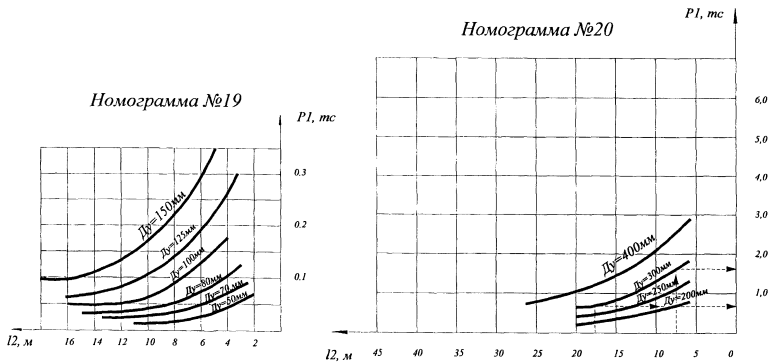 Номограмма №19
P1, тс
0.3
0.2
0.1
Ду=150мм
Ду=125мм
Ду=100мм
Ду=80мм
Ду=70мм
Ду=50мм
l2, м
16 14 12 10 8 6 4 2
Номограмма №20
P1, тс
6,0
5,0
4,0
3,0
2,0
1,0
Ду=400мм
Ду=300мм
Ду=250мм
Ду=200мм
l2, м
45 40 35 30 25 20 15 10 5 0
0